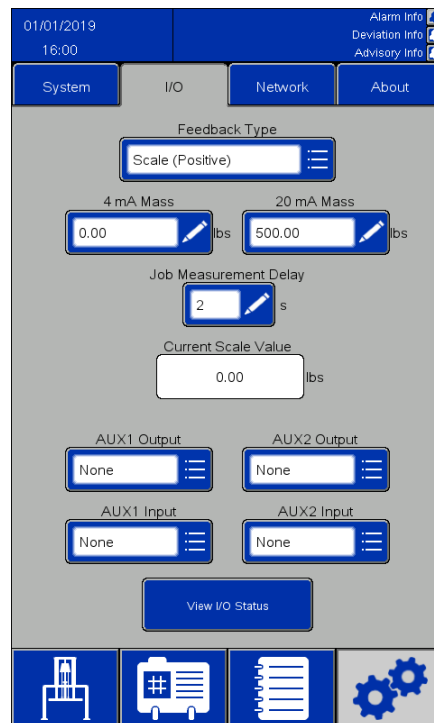 01/01/2019
16:00
Alarm Info
Deviation Info
Advisory Info
System
I/O
Network
About
Feedback Type
Scale (Positive)
4 mA Mass
20 mA Mass
0.00
lbs
500.00
lbs
Job Measurement Delay
2
s
Current Scale Value
0.00
lbs
AUX1 Output
AUX2 Output
None
None
AUX1 Input
AUX2 Input
None
None
View I/O Status
#